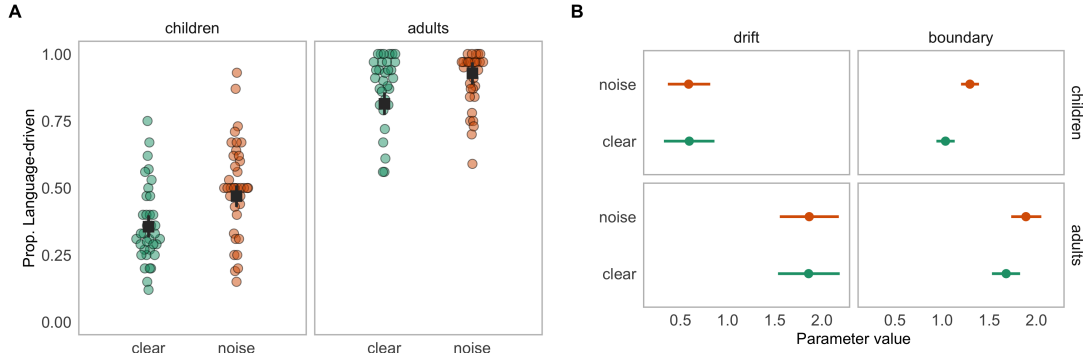 A
children
adults
Prop. Language-driven
1.00
0.75
0.50
0.25
0.00
clear
noise
clear
noise
B
drift
boundary
noise
clear
children
noise
clear
adults
0.5 1.0 1.5 2.0
0.5 1.0 1.5 2.0
Parameter value